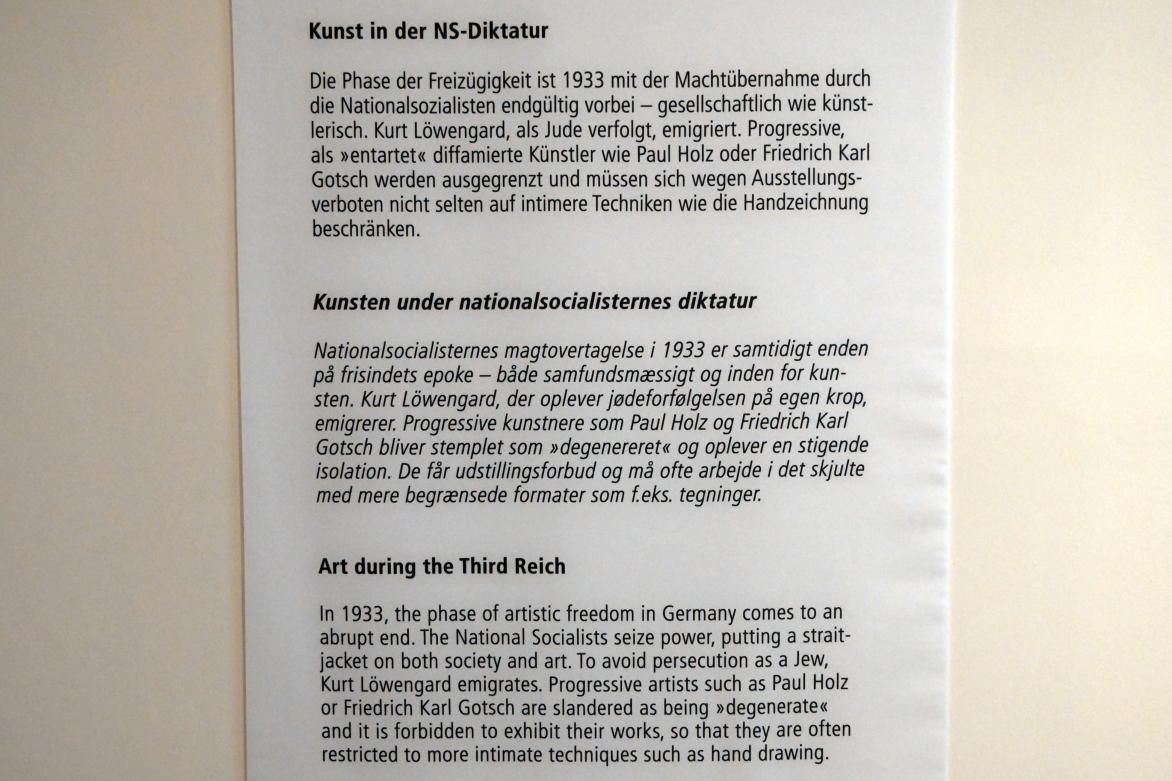 Kunst in der NS-Diktatur
Die Phase der Freizügigkeit ist 1933 mit der Machtübernahme durch
die Nationalsozialisten endgültig vorbei – gesellschaftlich wie künst-
lerisch. Kurt Löwengard, als Jude verfolgt, emigriert. Progressive,
als »entartet« diffamierte Künstler wie Paul Holz oder Friedrich Karl
Gotsch werden ausgegrenzt und müssen sich wegen Ausstellungs-
verboten nicht selten auf intimere Techniken wie die Handzeichnung
beschränken.
Kunsten under nationalsocialisternes diktatur
Nationalsocialisternes magtovertagelse i 1933 er samtidigt enden
på frisindets epoke – både samfundsmæssigt og inden for kun-
sten. Kurt Löwengard, der oplever jødeforfølgelsen på egen krop,
emigrerer. Progressive kunstnere som Paul Holz og Friedrich Karl
Gotsch bliver stemplet som »degenereret« og oplever en stigende
isolation. De får udstillingsforbud og må ofte arbejde i det skjulte
med mere begrænsede formater som f.eks. tegninger.
Art during the Third Reich
In 1933, the phase of artistic freedom in Germany comes to an
abrupt end. The National Socialists seize power, putting a strait-
jacket on both society and art. To avoid persecution as a Jew,
Kurt Löwengard emigrates. Progressive artists such as Paul Holz
or Friedrich Karl Gotsch are slandered as being »degenerate«
and it is forbidden to exhibit their works, so that they are often
restricted to more intimate techniques such as hand drawing.